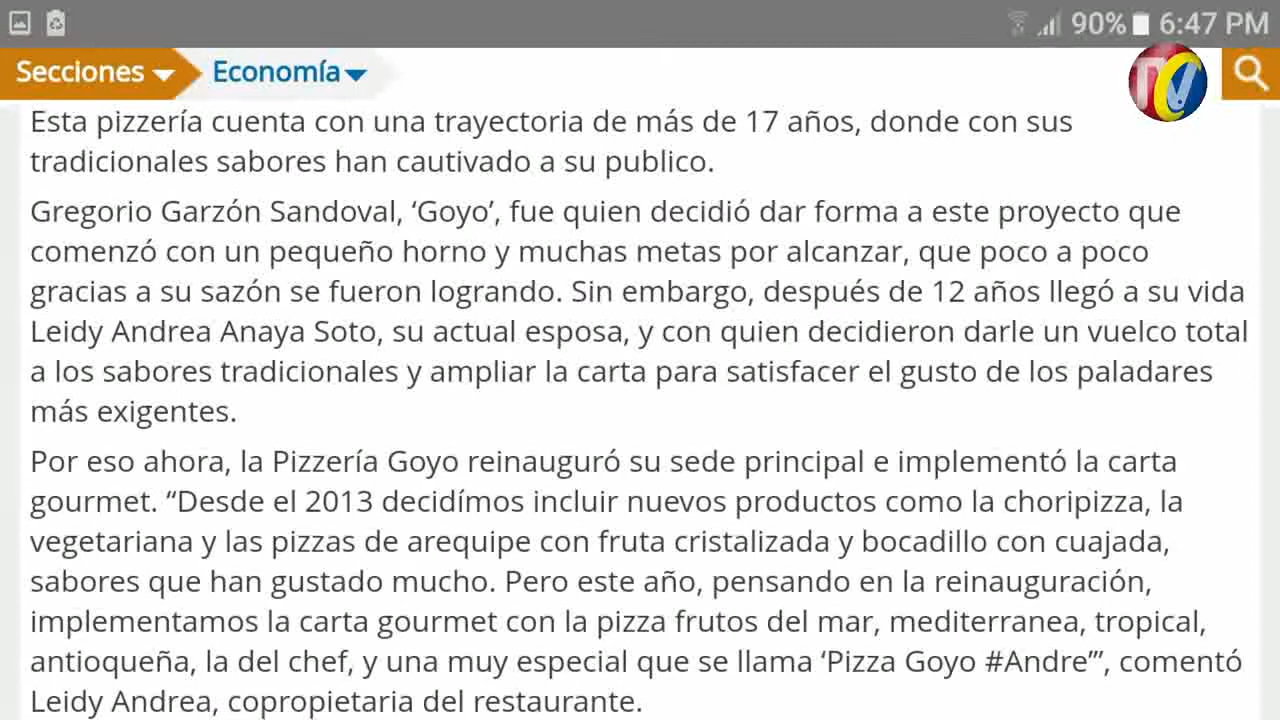 90% 6:47 PM
Secciones Economía
TVC
Esta pizzería cuenta con una trayectoria de más de 17 años, donde con sus
tradicionales sabores han cautivado a su publico.
Gregorio Garzón Sandoval, ‘Goyo’, fue quien decidió dar forma a este proyecto que
comenzó con un pequeño horno y muchas metas por alcanzar, que poco a poco
gracias a su sazón se fueron logrando. Sin embargo, después de 12 años llegó a su vida
Leidy Andrea Anaya Soto, su actual esposa, y con quien decidieron darle un vuelco total
a los sabores tradicionales y ampliar la carta para satisfacer el gusto de los paladares
más exigentes.
Por eso ahora, la Pizzería Goyo reinauguró su sede principal e implementó la carta
gourmet. “Desde el 2013 decidímos incluir nuevos productos como la choripizza, la
vegetariana y las pizzas de arequipe con fruta cristalizada y bocadillo con cuajada,
sabores que han gustado mucho. Pero este año, pensando en la reinauguración,
implementamos la carta gourmet con la pizza frutos del mar, mediterranea, tropical,
antioqueña, la del chef, y una muy especial que se llama ‘Pizza Goyo #Andre’”, comentó
Leidy Andrea, copropietaria del restaurante.